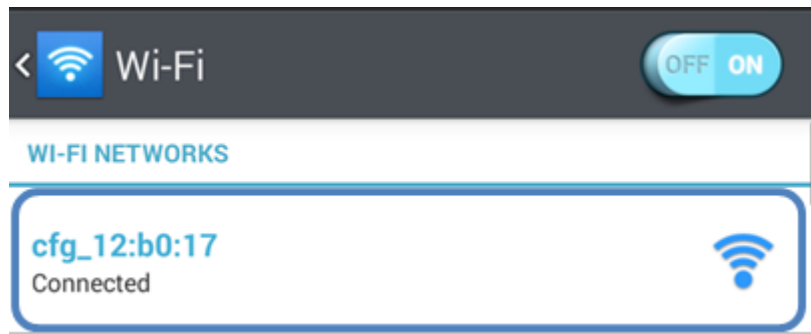 Wi-Fi OFF ON
WI-FI NETWORKS
cfg_12:b0:17
Connected